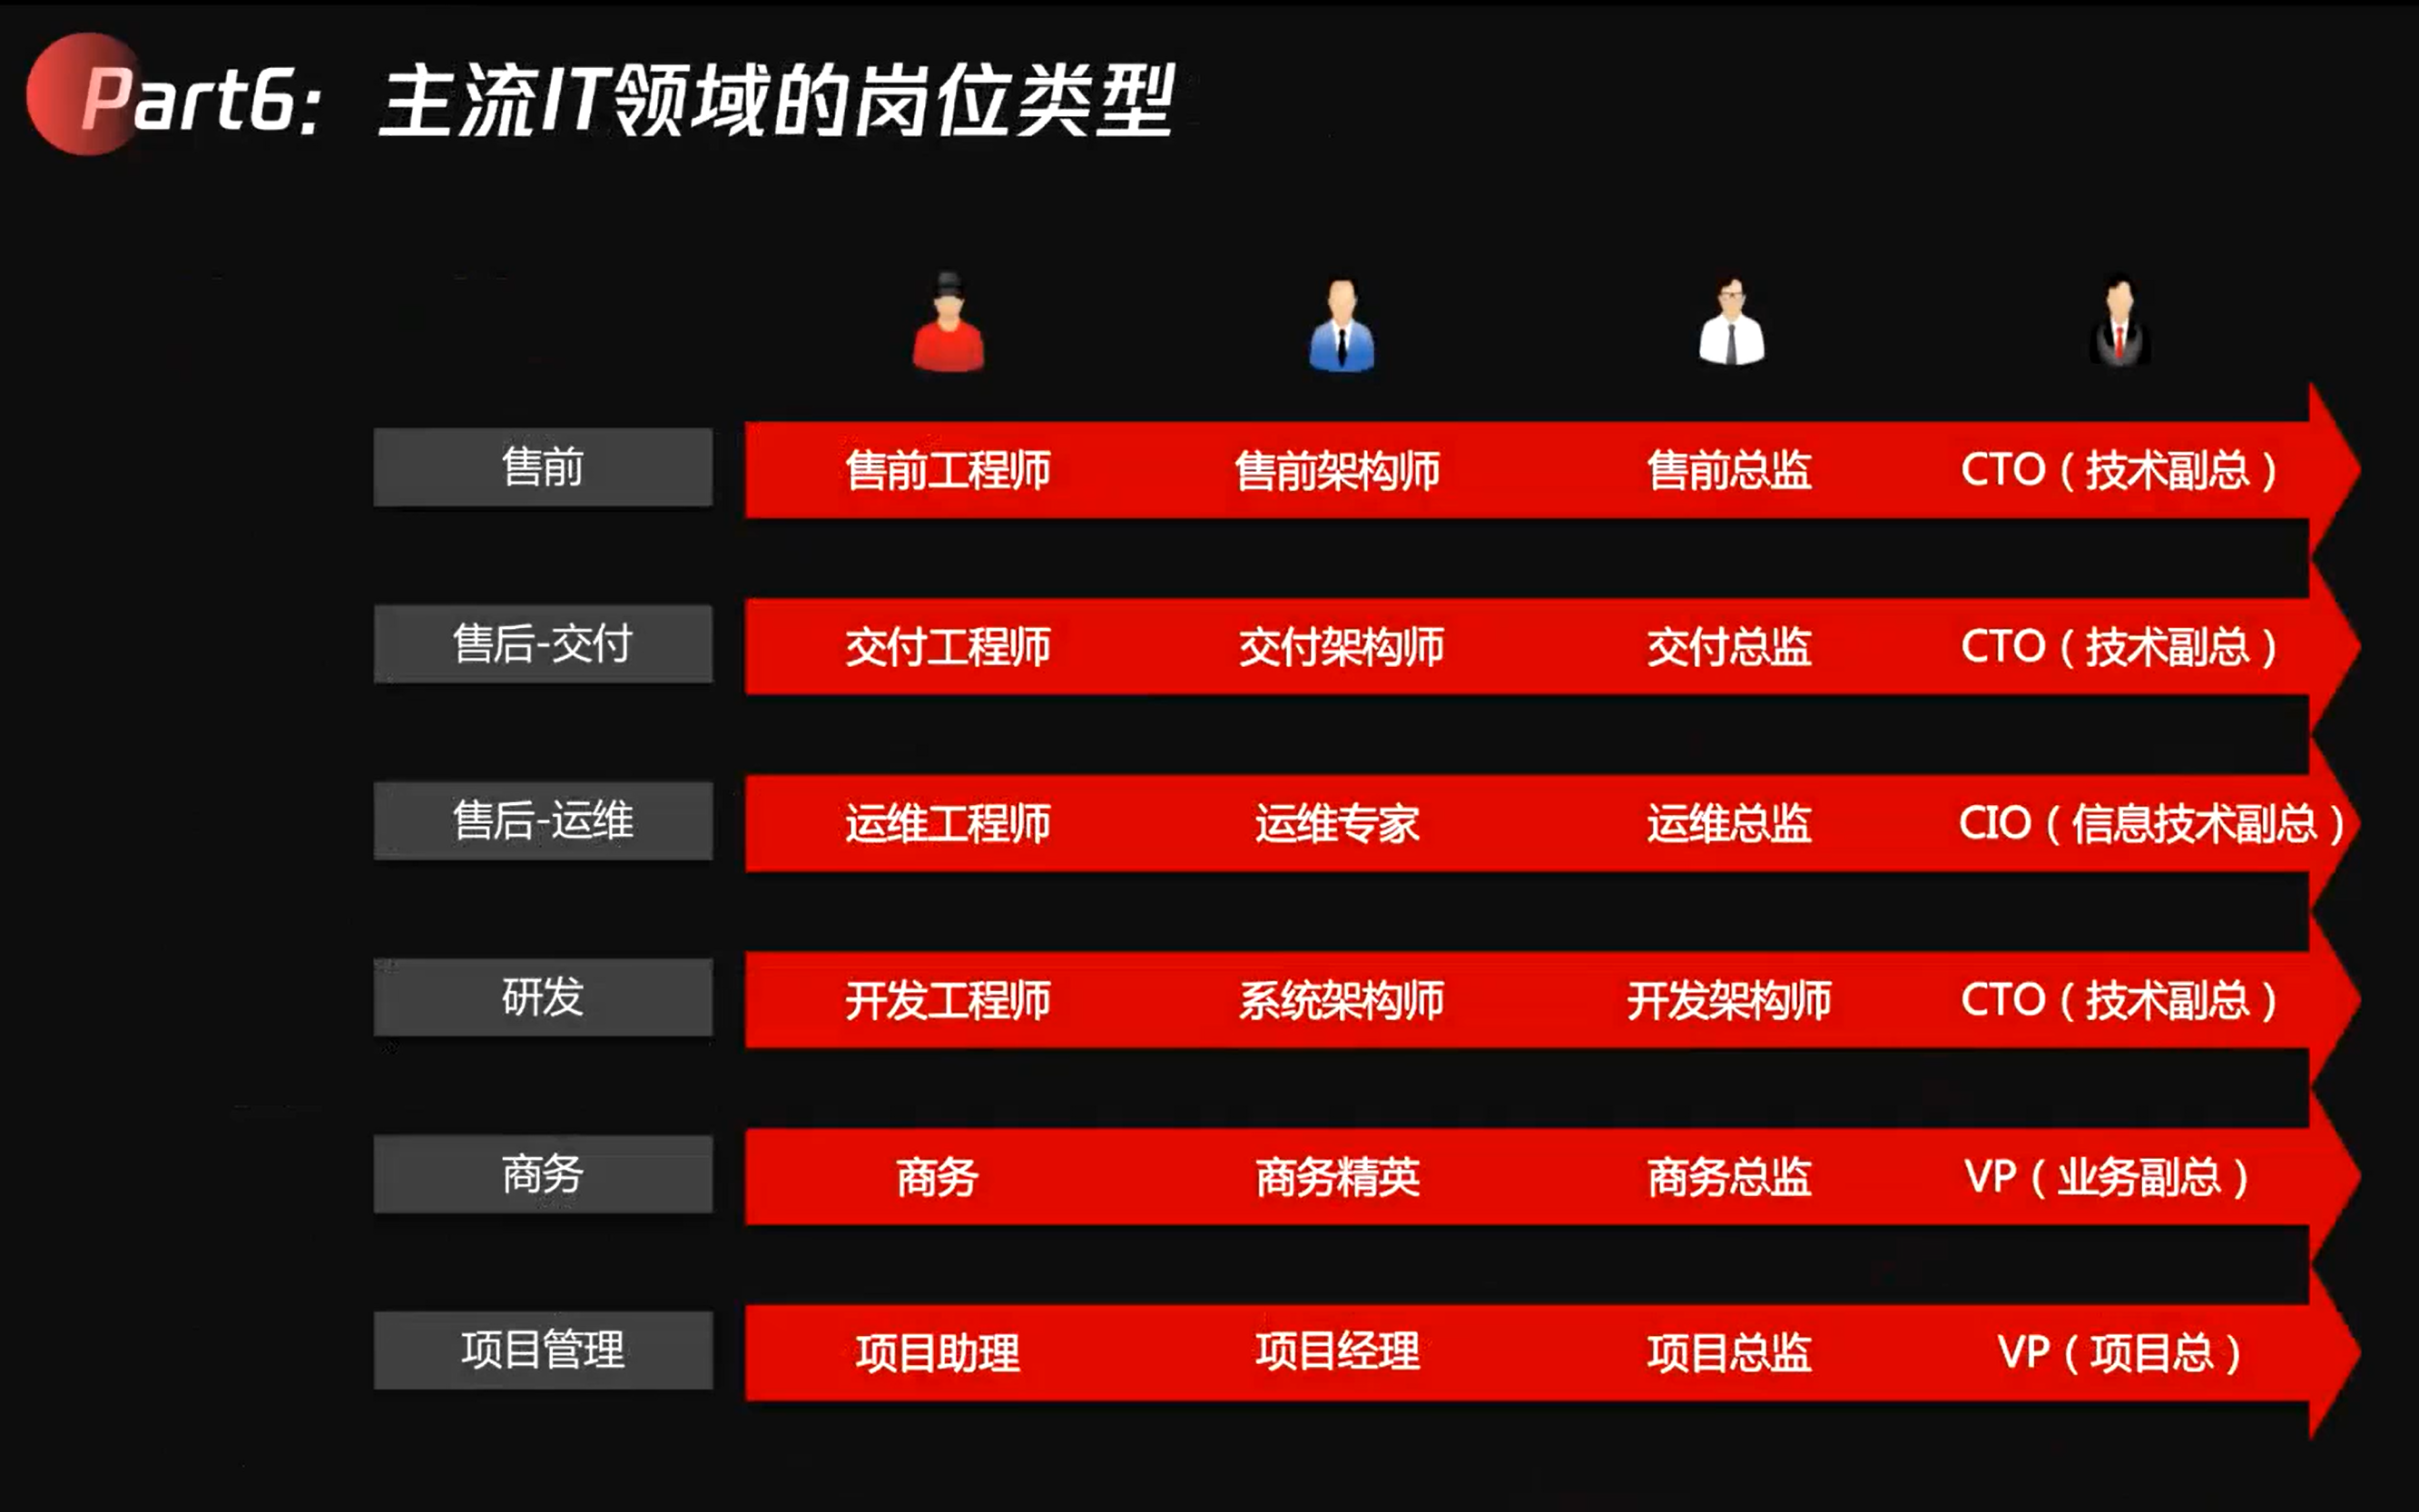 Part6: 主流IT领域的岗位类型
售前 售前工程师 售前架构师 售前总监 CTO（技术副总）
售后-交付 交付工程师 交付架构师 交付总监 CTO（技术副总）
售后-运维 运维工程师 运维专家 运维总监 CIO（信息技术副总）
研发 开发工程师 系统架构师 开发架构师 CTO（技术副总）
商务 商务 商务精英 商务总监 VP（业务副总）
项目管理 项目助理 项目经理 项目总监 VP（项目总）